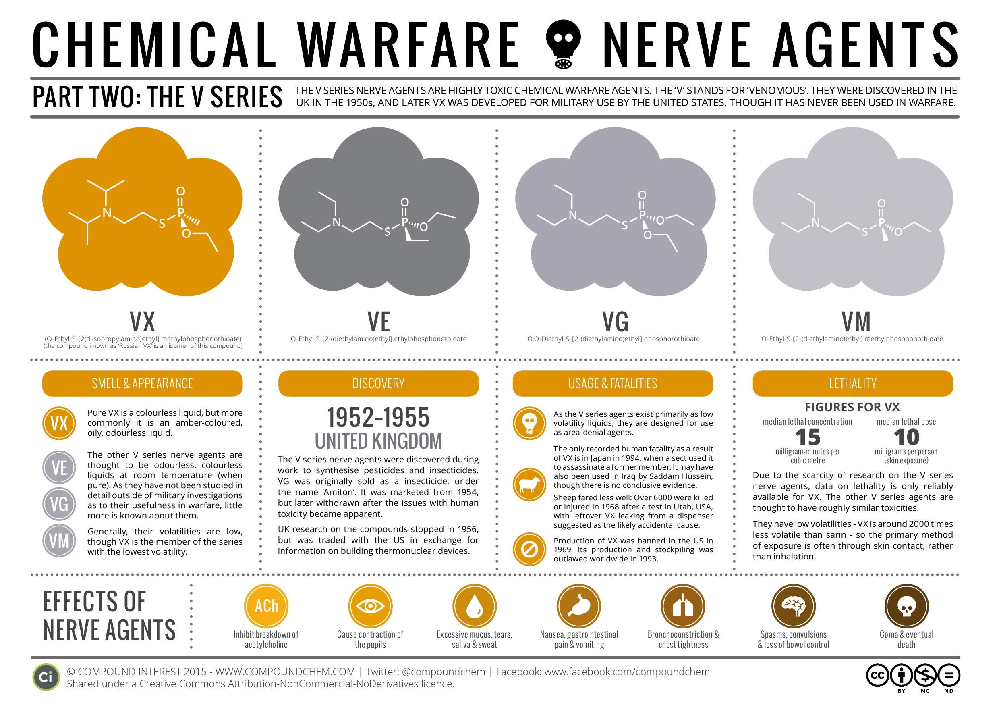 CHEMICAL WARFARE NERVE AGENTS
PART TWO: THE V SERIES
THE V SERIES NERVE AGENTS ARE HIGHLY TOXIC CHEMICAL WARFARE AGENTS. THE ‘V’ STANDS FOR ‘VENOMOUS’. THEY WERE DISCOVERED IN THE
UK IN THE 1950s, AND LATER VX WAS DEVELOPED FOR MILITARY USE BY THE UNITED STATES, THOUGH IT HAS NEVER BEEN USED IN WARFARE.
O
N
P
S
O
VX
(O-Ethyl-S-[2(diisopropylamino)ethyl] methylphosphonothioate)
(the compound known as ‘Russian VX’ is an isomer of this compound)
O
N
P
O
S
VE
O-Ethyl-S-[2-(diethylamino)ethyl] ethylphosphonothioate
O
N
P
O
S
O
VG
O,O-Diethyl-S-[2-(diethylamino)ethyl] phosphorothioate
O
N
P
S
O
VM
O-Ethyl-S-[2-(diethylamino)ethyl] methylphosphonothioate
SMELL & APPEARANCE
VX
Pure VX is a colourless liquid, but more
commonly it is an amber-coloured,
oily, odourless liquid.
VE
VG
VM
The other V series nerve agents are
thought to be odourless, colourless
liquids at room temperature (when
pure). As they have not been studied in
detail outside of military investigations
as to their usefulness in warfare, little
more is known about them.
Generally, their volatilities are low,
though VX is the member of the series
with the lowest volatility.
DISCOVERY
1952–1955
UNITED KINGDOM
The V series nerve agents were discovered during
work to synthesise pesticides and insecticides.
VG was originally sold as a insecticide, under
the name ‘Amiton’. It was marketed from 1954,
but later withdrawn after the issues with human
toxicity became apparent.
UK research on the compounds stopped in 1956,
but was traded with the US in exchange for
information on building thermonuclear devices.
USAGE & FATALITIES
As the V series agents exist primarily as low
volatility liquids, they are designed for use
as area-denial agents.
The only recorded human fatality as a result
of VX is in Japan in 1994, when a sect used it
to assassinate a former member. It may have
also been used in Iraq by Saddam Hussein,
though there is no conclusive evidence.
Sheep fared less well: Over 6000 were killed
or injured in 1968 after a test in Utah, USA,
with leftover VX leaking from a dispenser
suggested as the likely accidental cause.
Production of VX was banned in the US in
1969. Its production and stockpiling was
outlawed worldwide in 1993.
LETHALITY
FIGURES FOR VX
median lethal concentration
15
milligram-minutes per
cubic metre
median lethal dose
10
milligrams per person
(skin exposure)
Due to the scarcity of research on the V series
nerve agents, data on lethality is only reliably
available for VX. The other V series agents are
thought to have roughly similar toxicities.
They have low volatilities - VX is around 2000 times
less volatile than sarin - so the primary method
of exposure is often through skin contact, rather
than inhalation.
EFFECTS OF
NERVE AGENTS
ACh
Inhibit breakdown of
acetylcholine
Cause contraction of
the pupils
Excessive mucus, tears,
saliva & sweat
Nausea, gastrointestinal
pain & vomiting
Bronchoconstriction &
chest tightness
Spasms, convulsions
& loss of bowel control
Coma & eventual
death
Ci
© COMPOUND INTEREST 2015 - WWW.COMPOUNDCHEM.COM | Twitter: @compoundchem | Facebook: www.facebook.com/compoundchem
Shared under a Creative Commons Attribution-NonCommercial-NoDerivatives licence.
cc
$
=
BY NC ND